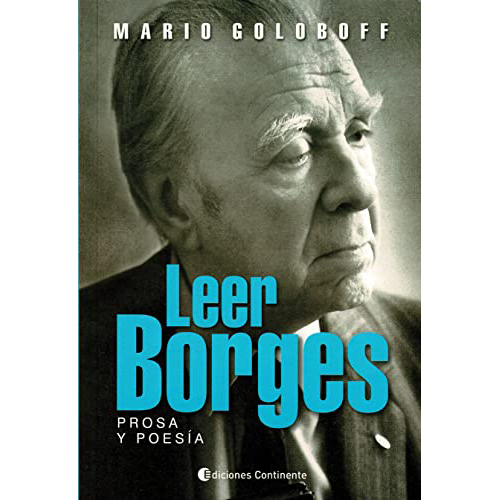 MARIO GOLOBOFF
Leer
Borges
PROSA
Y POESÍA
Ediciones Continente